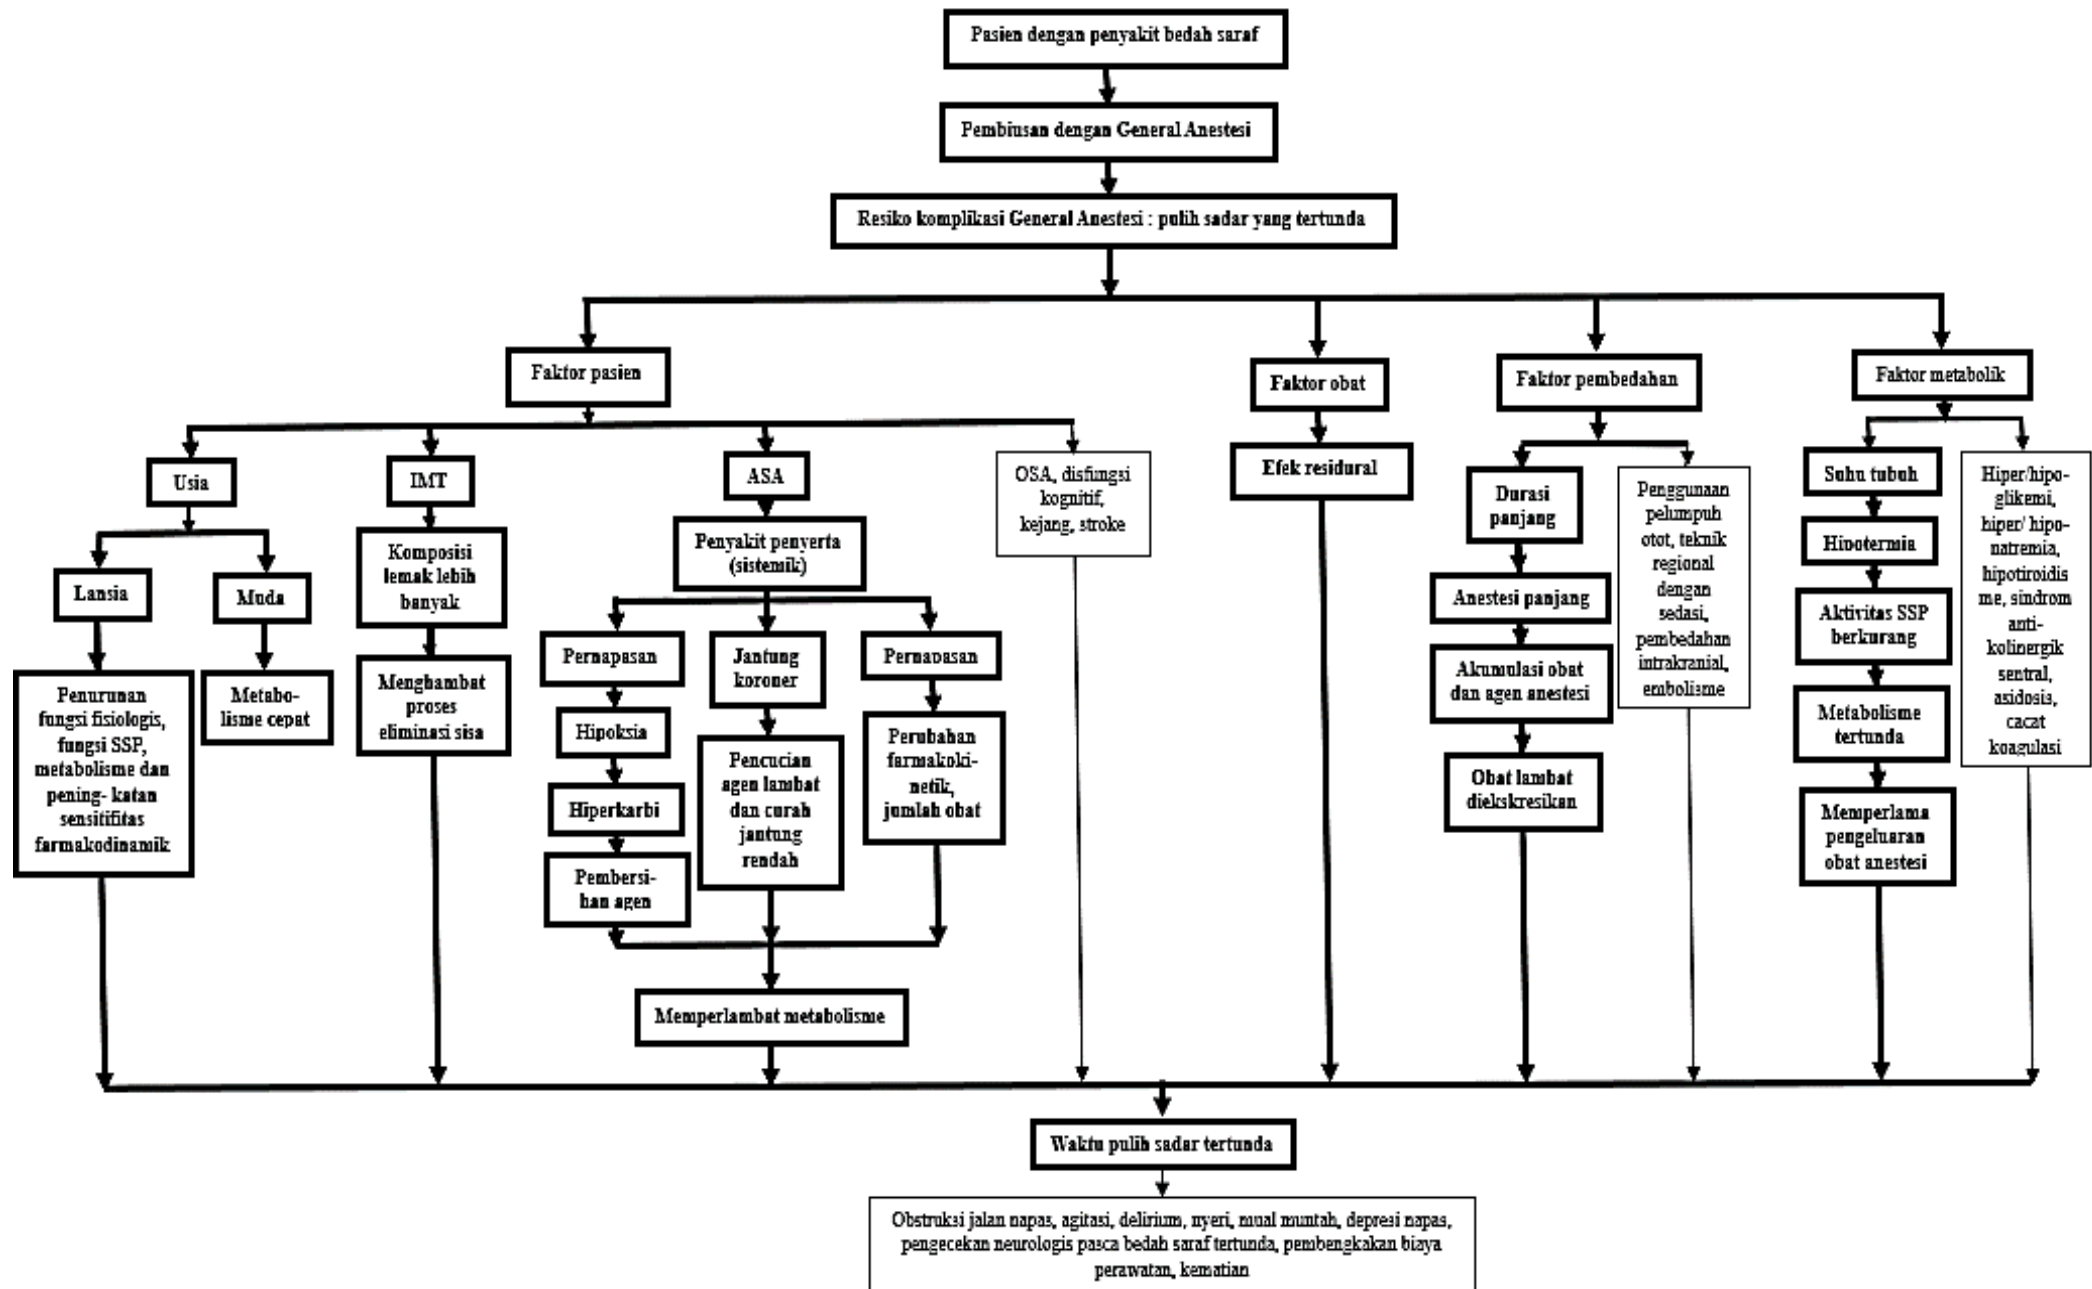 Pasien dengan penyakit bedah saraf
Pembiusan dengan General Anestesi
Resiko komplikasi General Anestesi : pulih sadar yang tertunda
Faktor pasien
Faktor obat
Faktor pembedahan
Faktor metabolik
Usia
IMT
ASA
OSA, disfungsi
kognitif,
kejang, stroke
Efek residural
Durasi
panjang
Penggunaan
pelumpuh
otot, teknik
regional
dengan
sedasi,
pembedahan
intrakranial,
embolisme
Suhu tubuh
Hiper/hipo-
glikemi,
hiper/ hipo-
natremia,
hipotiroidis
me, sindrom
anti-
kolinergik
sentral,
asidosis,
cacat
koagulasi
Lansia
Muda
Komposisi
lemak lebih
banyak
Penyakit penyerta
(sistemik)
Anestesi panjang
Hipotermia
Penurunan
fungsi fisiologis,
fungsi SSP,
metabolisme dan
pening- katan
sensitifitas
farmakodinamik
Metabo-
lisme cepat
Menghambat
proses
eliminasi sisa
Pernapasan
Jantung
koroner
Pernapasan
Akumulasi obat
dan agen anestesi
Aktivitas SSP
berkurang
Hipoksia
Hiperkarbi
Pembersi-
han agen
Pencucian
agen lambat
dan curah
jantung
rendah
Perubahan
farmakoki-
netik,
jumlah obat
Obat lambat
diekskresikan
Metabolisme
tertunda
Memperlama
pengeluaran
obat anestesi
Memperlambat metabolisme
Waktu pulih sadar tertunda
Obstruksi jalan napas, agitasi, delirium, nyeri, mual muntah, depresi napas,
pengecekan neurologis pasca bedah saraf tertunda, pembengkakan biaya
perawatan, kematian